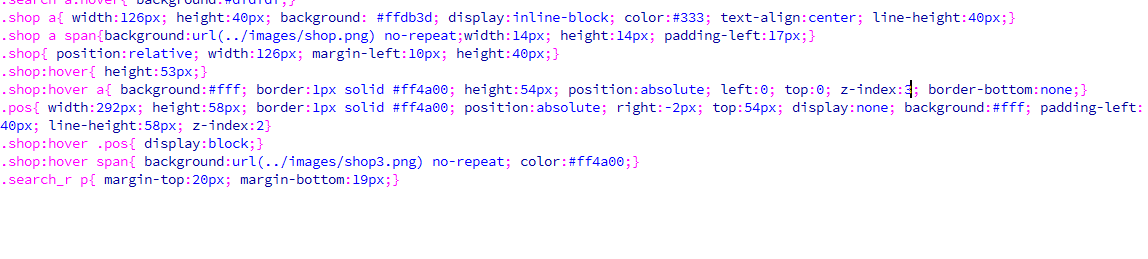 .search a:hover{ background:#dfdfdf;}
.shop a{ width:126px; height:40px; background: #ffdb3d; display:inline-block; color:#333; text-align:center; line-height:40px;}
.shop a span{background:url(../images/shop.png) no-repeat;width:14px; height:14px; padding-left:17px;}
.shop{ position:relative; width:126px; margin-left:10px; height:40px;}
.shop:hover{ height:53px;}
.shop:hover a{ background:#fff; border:1px solid #ff4a00; height:54px; position:absolute; left:0; top:0; z-index:3; border-bottom:none;}
.pos{ width:292px; height:58px; border:1px solid #ff4a00; position:absolute; right:-2px; top:54px; display:none; background:#fff; padding-left:
40px; line-height:58px; z-index:2}
.shop:hover .pos{ display:block;}
.shop:hover span{ background:url(../images/shop3.png) no-repeat; color:#ff4a00;}
.search_r p{ margin-top:20px; margin-bottom:19px;}